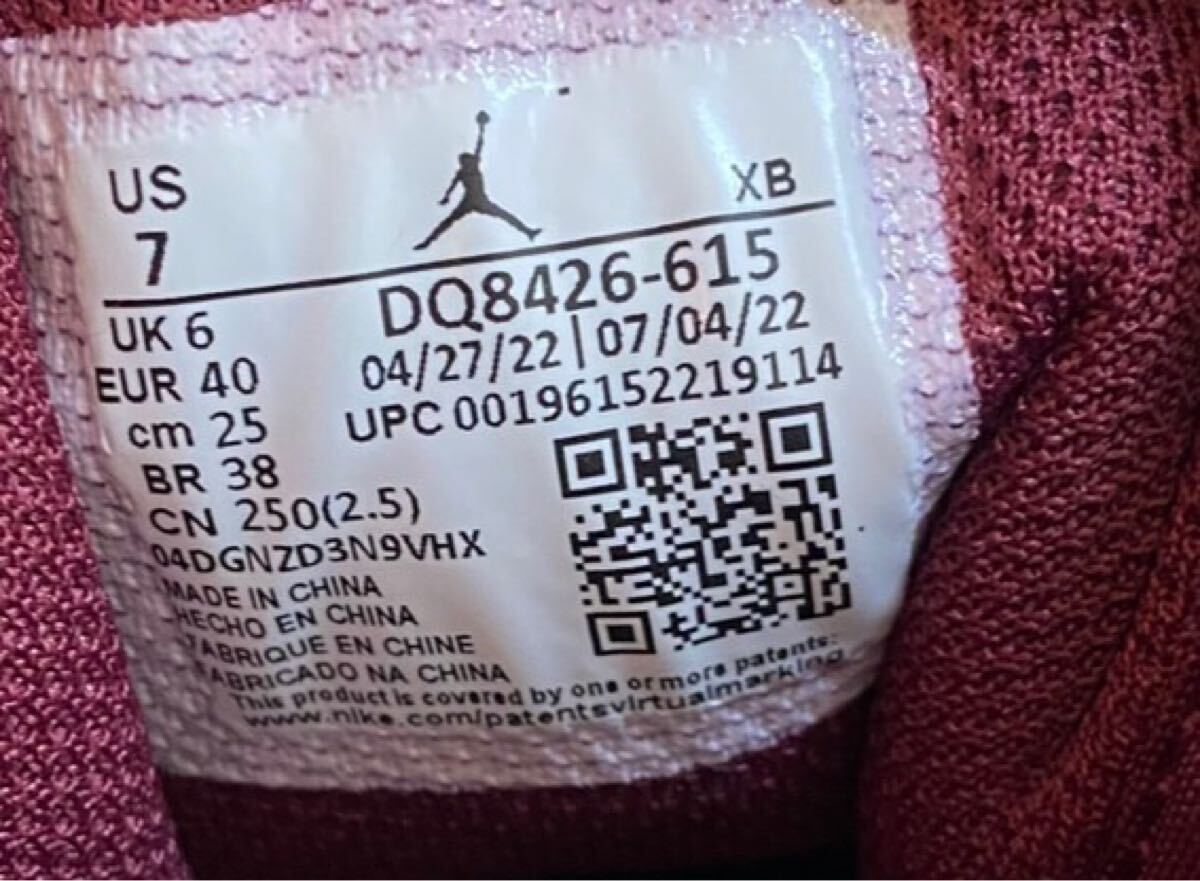 US
7
XB
DQ8426-615
UK 6
04/27/22 | 07/04/22
EUR 40
UPC 00196152219114
cm 25
BR 38
CN 250(2.5)
04DGNZD3N9VHX
MADE IN CHINA
HECHO EN CHINA
FABRIQUE EN CHINE
FABRICADO NA CHINA
This product is covered by one or more patents:
www.nike.com/patentsvirtualmarking